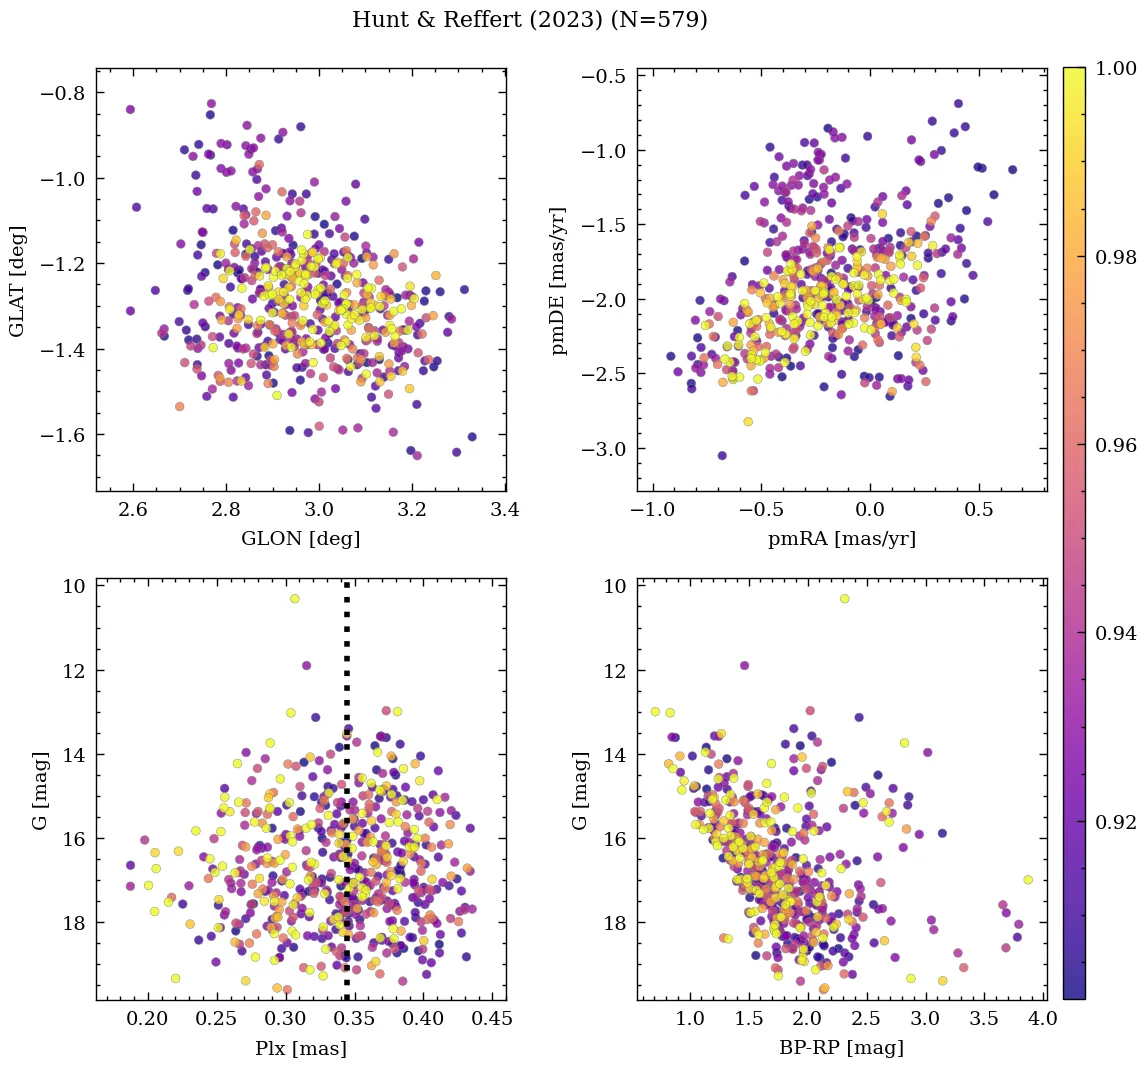 Hunt & Reffert (2023) (N=579)
−0.8
−1.0
−1.2
−1.4
−1.6
GLAT [deg]
2.6 2.8 3.0 3.2 3.4
GLON [deg]
−0.5
−1.0
−1.5
−2.0
−2.5
−3.0
pmDE [mas/yr]
−1.0 −0.5 0.0 0.5
pmRA [mas/yr]
10
12
14
16
18
G [mag]
0.20 0.25 0.30 0.35 0.40 0.45
Plx [mas]
10
12
14
16
18
G [mag]
1.0 1.5 2.0 2.5 3.0 3.5 4.0
BP-RP [mag]
1.00
0.98
0.96
0.94
0.92